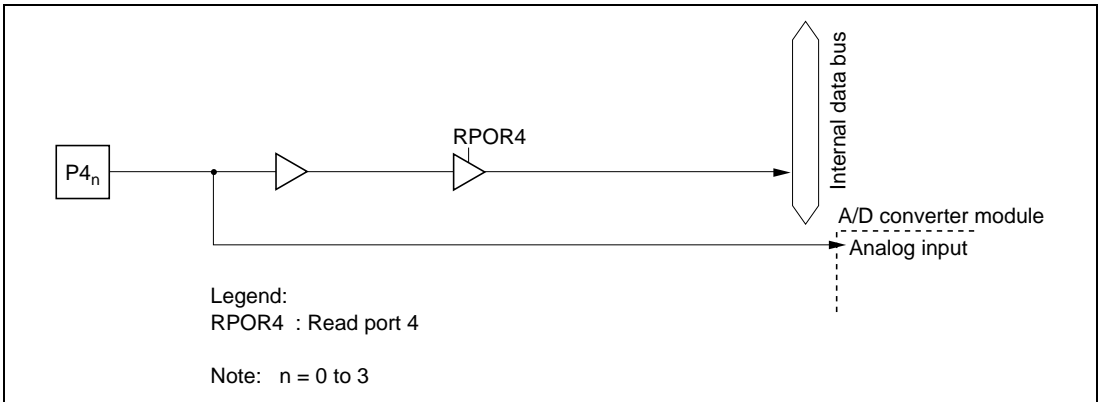 RPOR4
P4n
Internal data bus
A/D converter module
Analog input
Legend:
RPOR4 : Read port 4
Note: n = 0 to 3